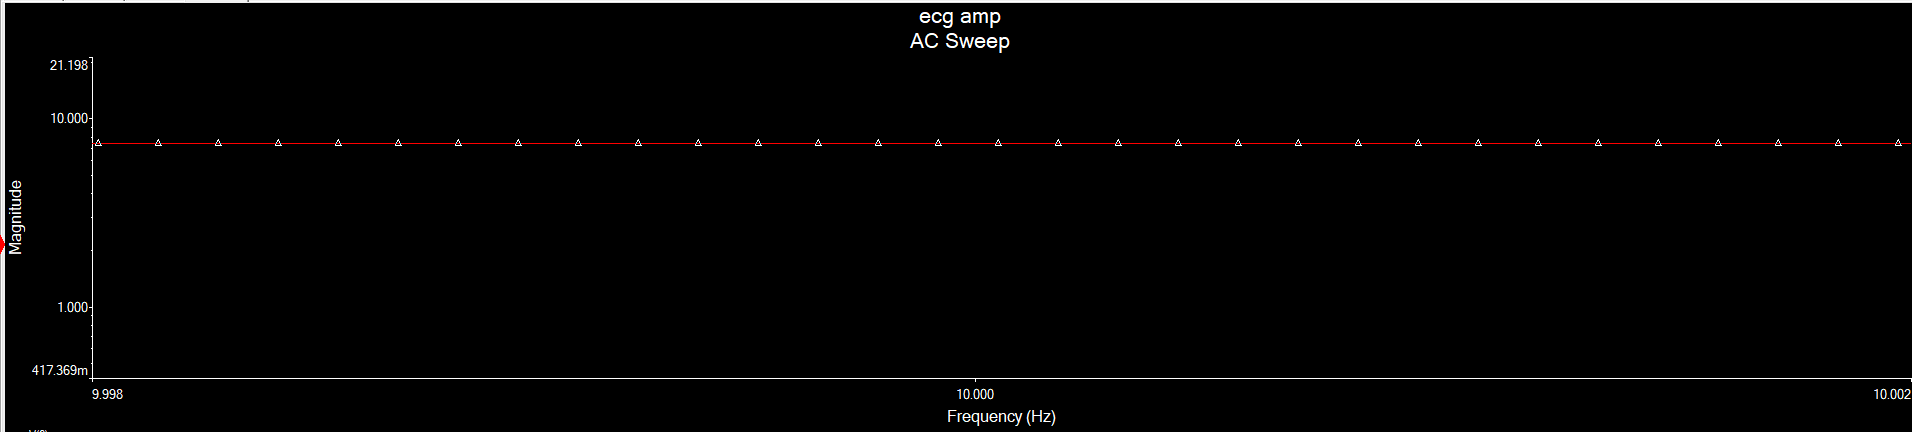 ecg amp
AC Sweep
21.198
10.000
Magnitude
1.000
417.369m
9.998 10.000 10.002
Frequency (Hz)